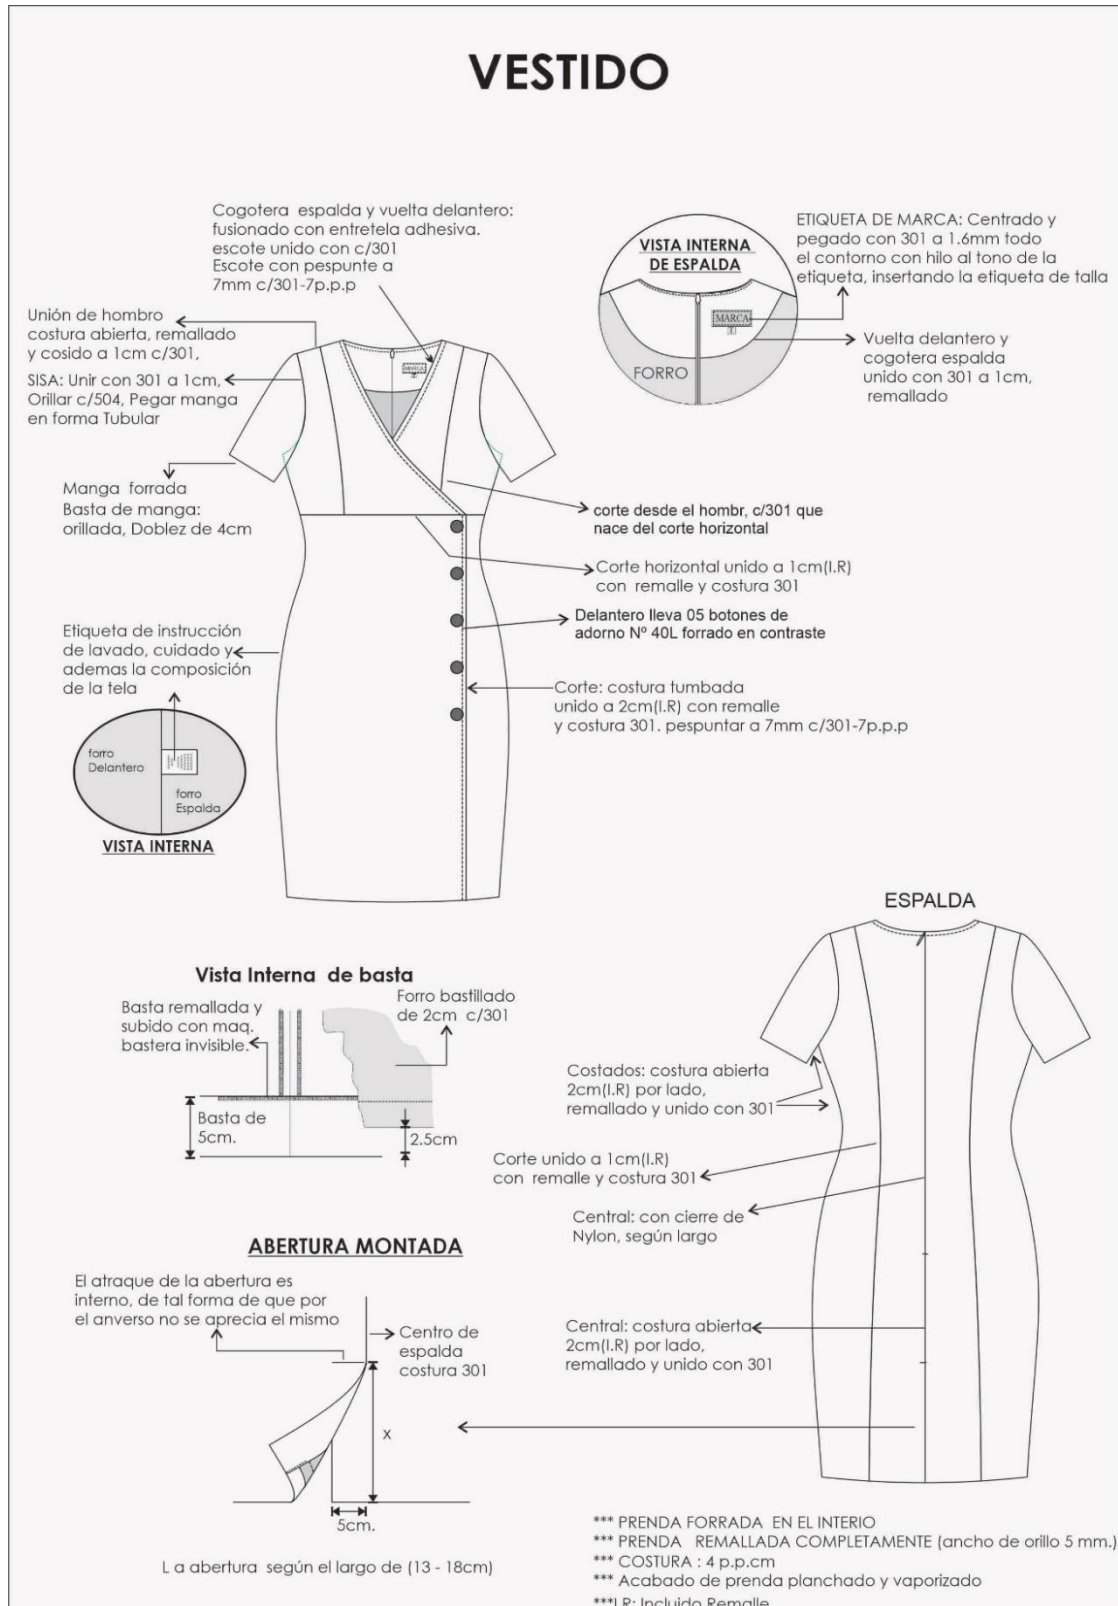 VESTIDO
Cogotera espalda y vuelta delantero:
fusionado con entretela adhesiva.
escote unido con c/301
Escote con pespunte a
7mm c/301-7p.p.p
VISTA INTERNA
DE ESPALDA
MARCA
T
FORRO
ETIQUETA DE MARCA: Centrado y
pegado con 301 a 1.6mm todo
el contorno con hilo al tono de la
etiqueta, insertando la etiqueta de talla
Vuelta delantero y
cogotera espalda
unido con 301 a 1cm,
remallado
Unión de hombro
costura abierta, remallado
y cosido a 1cm c/301,
SISA: Unir con 301 a 1cm,
Orillar c/504, Pegar manga
en forma Tubular
MARCA
Manga forrada
Basta de manga:
orillada, Doblez de 4cm
corte desde el hombr, c/301 que
nace del corte horizontal
Corte horizontal unido a 1cm(I.R)
con remalle y costura 301
Delantero lleva 05 botones de
adorno Nº 40L forrado en contraste
Corte: costura tumbada
unido a 2cm(I.R) con remalle
y costura 301. pespuntar a 7mm c/301-7p.p.p
Etiqueta de instrucción
de lavado, cuidado y
ademas la composición
de la tela
forro
Delantero
forro
Espalda
VISTA INTERNA
ESPALDA
Vista Interna de basta
Basta remallada y
subido con maq.
bastera invisible.
Forro bastillado
de 2cm c/301
Basta de
5cm.
2.5cm
Costados: costura abierta
2cm(I.R) por lado,
remallado y unido con 301
Corte unido a 1cm(I.R)
con remalle y costura 301
Central: con cierre de
Nylon, según largo
Central: costura abierta
2cm(I.R) por lado,
remallado y unido con 301
ABERTURA MONTADA
El atraque de la abertura es
interno, de tal forma de que por
el anverso no se aprecia el mismo
Centro de
espalda
costura 301
x
5cm.
L a abertura según el largo de (13 - 18cm)
*** PRENDA FORRADA EN EL INTERIO
*** PRENDA REMALLADA COMPLETAMENTE (ancho de orillo 5 mm.)
*** COSTURA : 4 p.p.cm
*** Acabado de prenda planchado y vaporizado
***I.R: Incluido Remalle